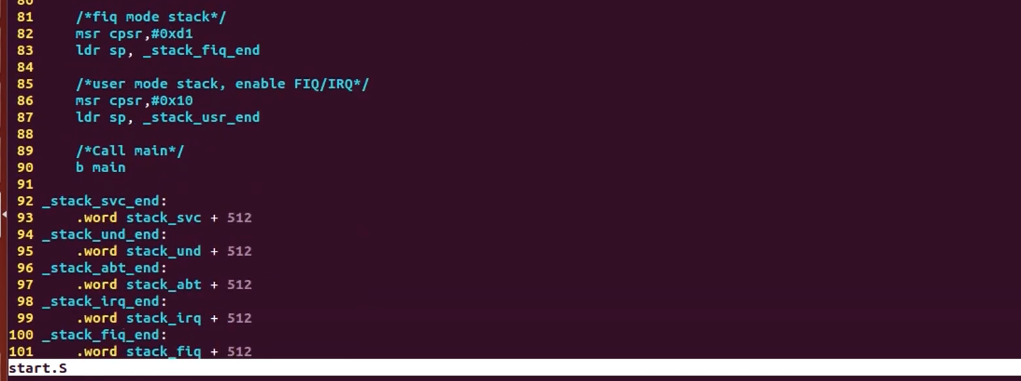 80
81 /*fiq mode stack*/
82 msr cpsr,#0xd1
83 ldr sp, _stack_fiq_end
84
85 /*user mode stack, enable FIQ/IRQ*/
86 msr cpsr,#0x10
87 ldr sp, _stack_usr_end
88
89 /*Call main*/
90 b main
91
92 _stack_svc_end:
93 .word stack_svc + 512
94 _stack_und_end:
95 .word stack_und + 512
96 _stack_abt_end:
97 .word stack_abt + 512
98 _stack_irq_end:
99 .word stack_irq + 512
100 _stack_fiq_end:
101 .word stack_fiq + 512
start.S